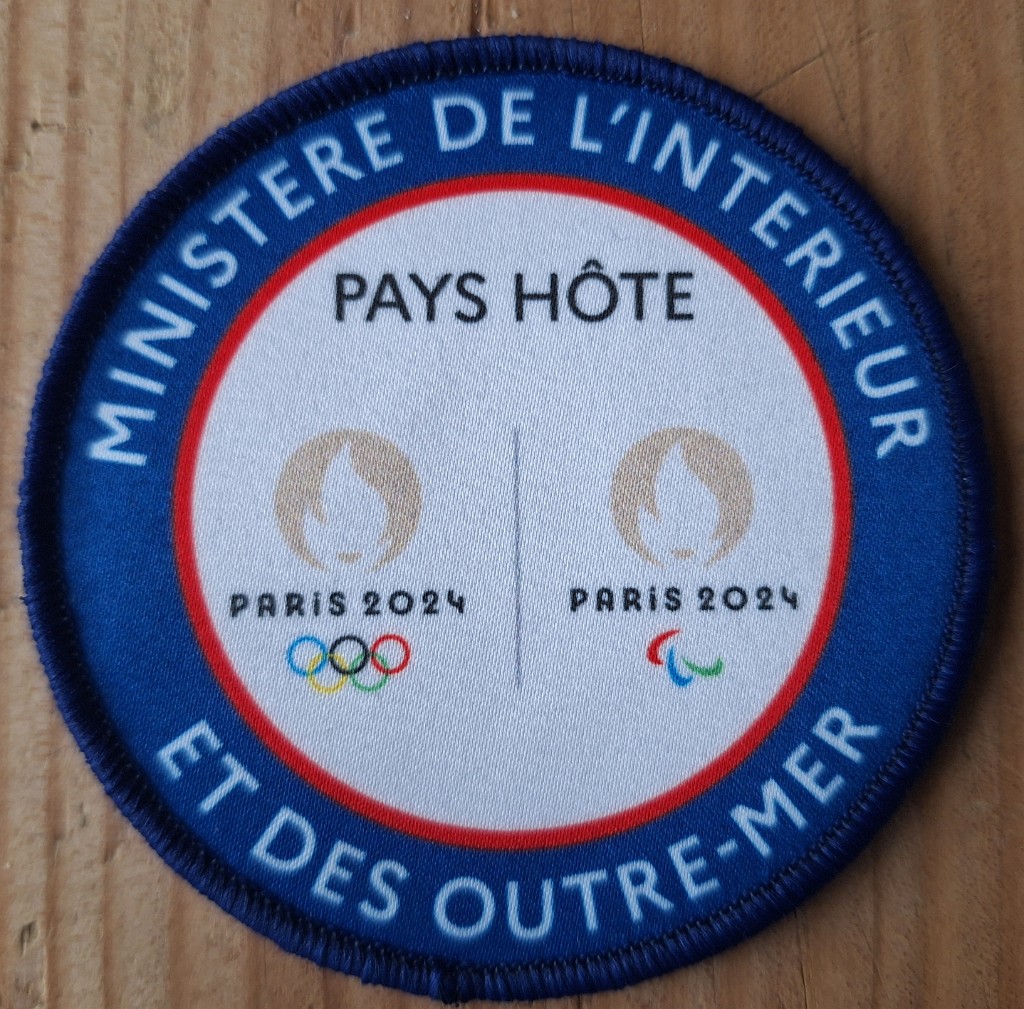 MINISTERE DE L'INTERIEUR
PAYS HÔTE
PARIS 2024
PARIS 2024
ET DES OUTRE-MER